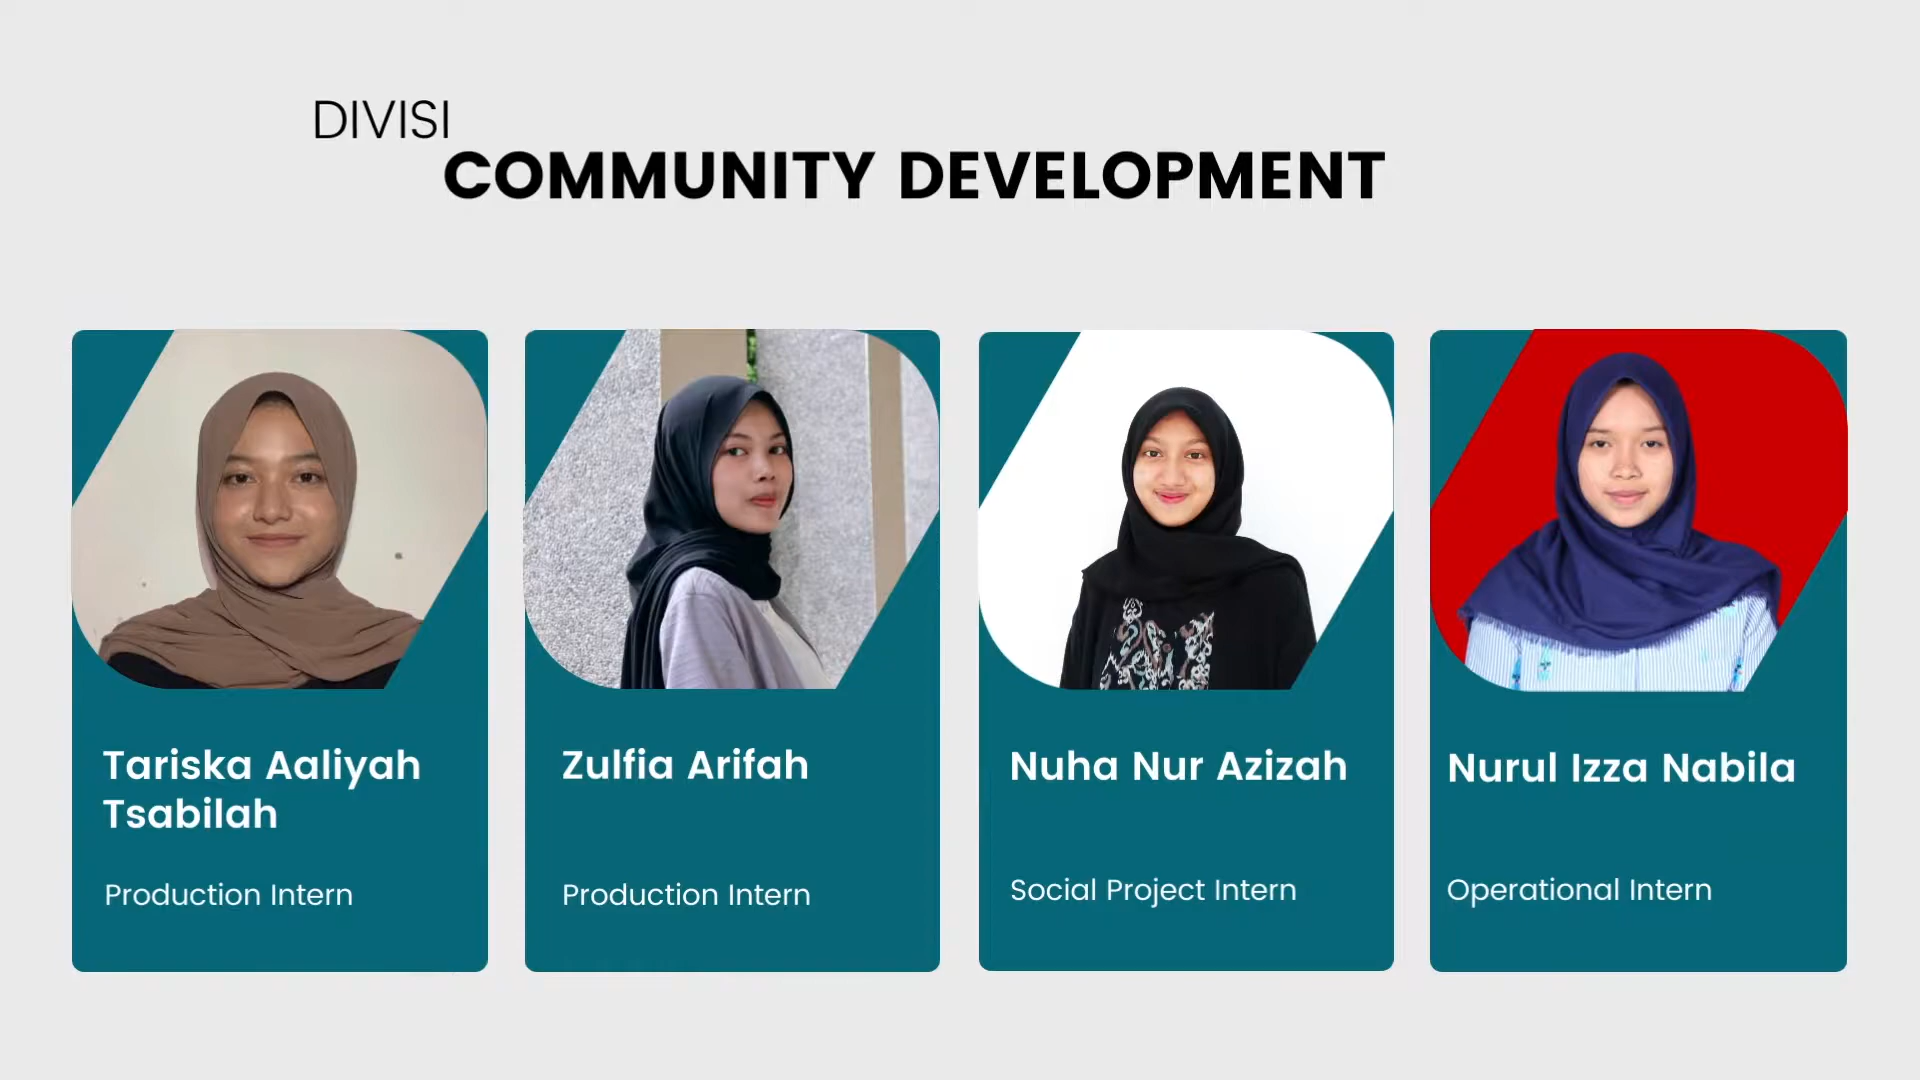 DIVISI
COMMUNITY DEVELOPMENT
Tariska Aaliyah
Tsabilah
Production Intern
Zulfia Arifah
Production Intern
Nuha Nur Azizah
Social Project Intern
Nurul Izza Nabila
Operational Intern